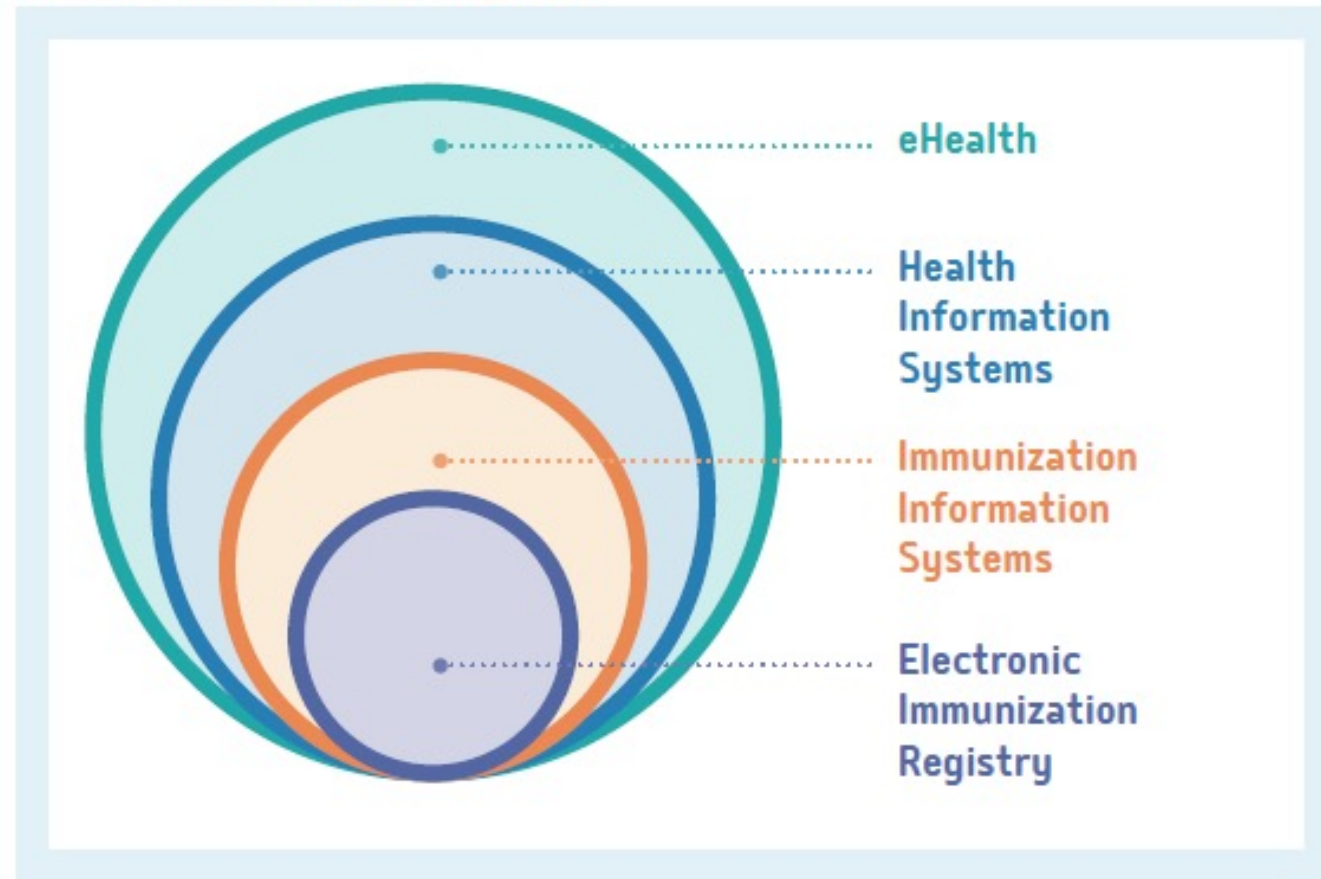 eHealth
Health
Information
Systems
Immunization
Information
Systems
Electronic
Immunization
Registry